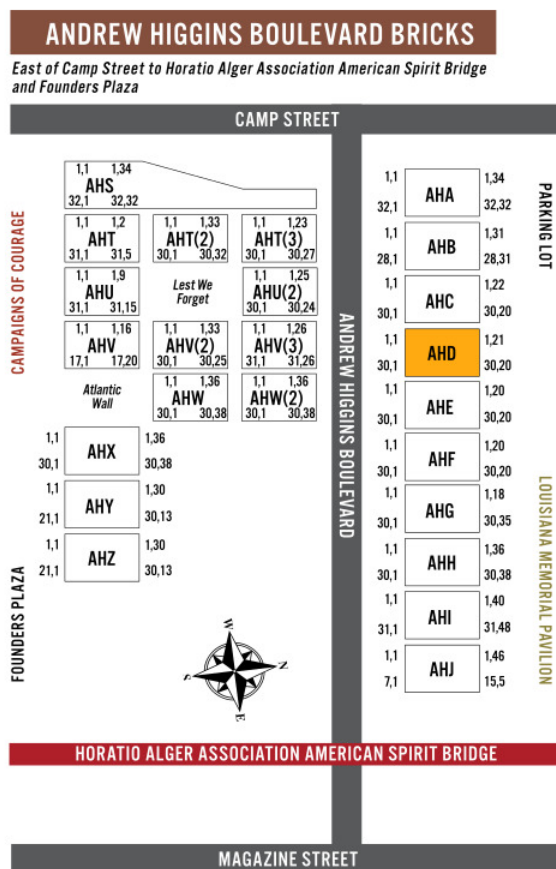 ANDREW HIGGINS BOULEVARD BRICKS
East of Camp Street to Horatio Alger Association American Spirit Bridge
and Founders Plaza
CAMP STREET
CAMPAIGNS OF COURAGE
FOUNDERS PLAZA
1,1 1,34
AHS
32,1 32,32
1,1 1,2
AHT
31,1 31,5
1,1 1,33
AHT(2)
30,1 30,32
1,1 1,23
AHT(3)
30,1 30,27
1,1 1,9
AHU
31,1 31,15
Lest We
Forget
1,1 1,25
AHU(2)
30,1 30,24
1,1 1,16
AHV
17,1 17,20
1,1 1,33
AHV(2)
30,1 30,25
1,1 1,26
AHV(3)
31,1 31,26
Atlantic
Wall
1,1 1,36
AHW
30,1 30,38
1,1 1,36
AHW(2)
30,1 30,38
1,1 1,36
AHX
30,1 30,38
1,1 1,30
AHY
21,1 30,13
1,1 1,30
AHZ
21,1 30,13
W
N
S
E
ANDREW HIGGINS BOULEVARD
1,1 1,34
AHA
32,1 32,32
1,1 1,31
AHB
28,1 28,31
1,1 1,22
AHC
30,1 30,20
1,1 1,21
AHD
30,1 30,20
1,1 1,20
AHE
30,1 30,20
1,1 1,20
AHF
30,1 30,20
1,1 1,18
AHG
30,1 30,35
1,1 1,36
AHH
30,1 30,38
1,1 1,40
AHI
31,1 31,48
1,1 1,46
AHJ
7,1 15,5
PARKING LOT
LOUISIANA MEMORIAL PAVILION
HORATIO ALGER ASSOCIATION AMERICAN SPIRIT BRIDGE
MAGAZINE STREET